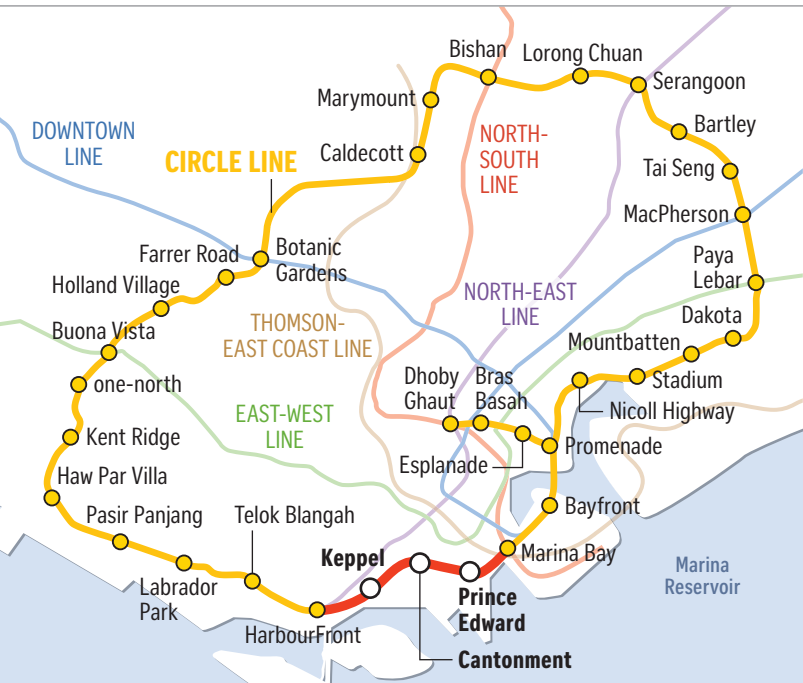 Bishan
Lorong Chuan
Serangoon
Marymount
Bartley
DOWNTOWN
LINE
CIRCLE LINE
Caldecott
NORTH-
SOUTH
LINE
Tai Seng
MacPherson
Farrer Road
Botanic
Gardens
Paya
Lebar
Holland Village
NORTH-EAST
LINE
THOMSON-
EAST COAST LINE
Dakota
Buona Vista
Mountbatten
one-north
Dhoby
Ghaut
Bras
Basah
Stadium
Nicoll Highway
EAST-WEST
LINE
Kent Ridge
Esplanade
Promenade
Haw Par Villa
Pasir Panjang
Telok Blangah
Bayfront
Keppel
Marina Bay
Marina
Reservoir
Labrador
Park
Prince
Edward
HarbourFront
Cantonment